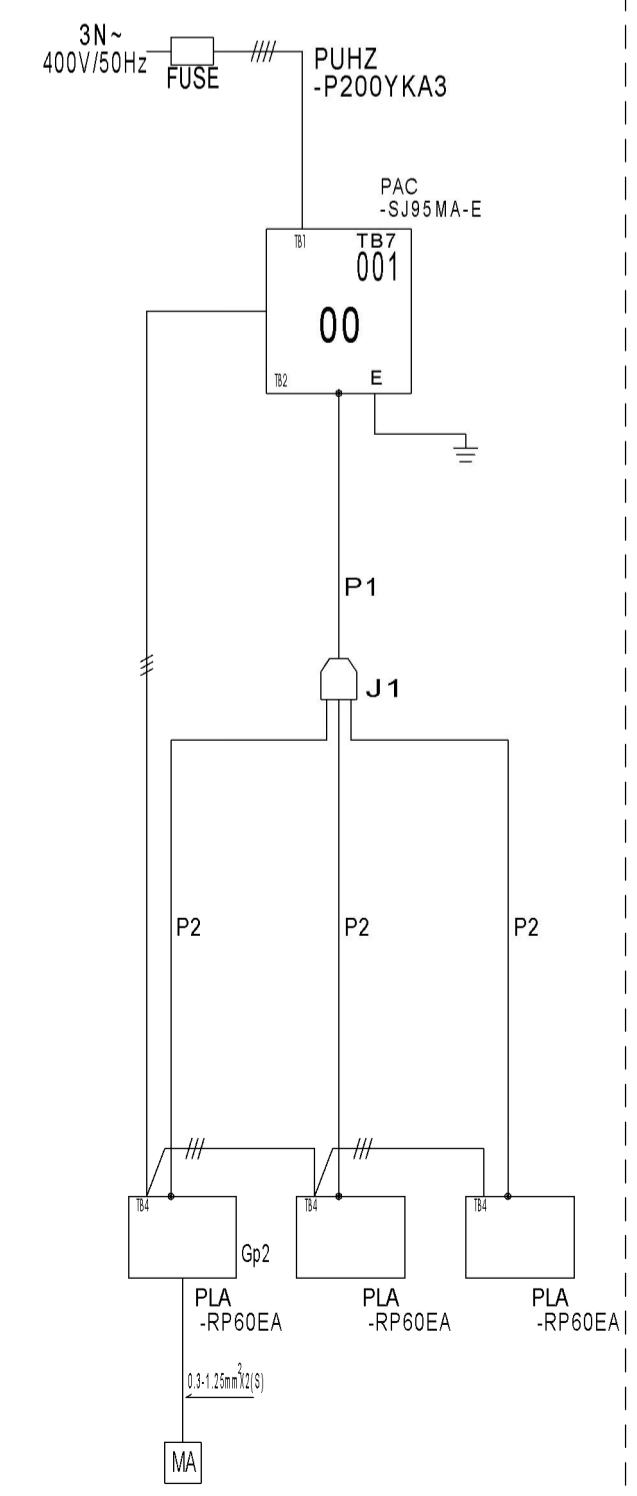 3N~
400V/50Hz
FUSE
PUHZ
-P200YKA3
PAC
-SJ95MA-E
TB1
TB7
001
00
TB2
E
P1
J1
P2
P2
P2
TB4
TB4
TB4
Gp2
PLA
-RP60EA
PLA
-RP60EA
PLA
-RP60EA
0.3-1.25mm²X2(S)
MA